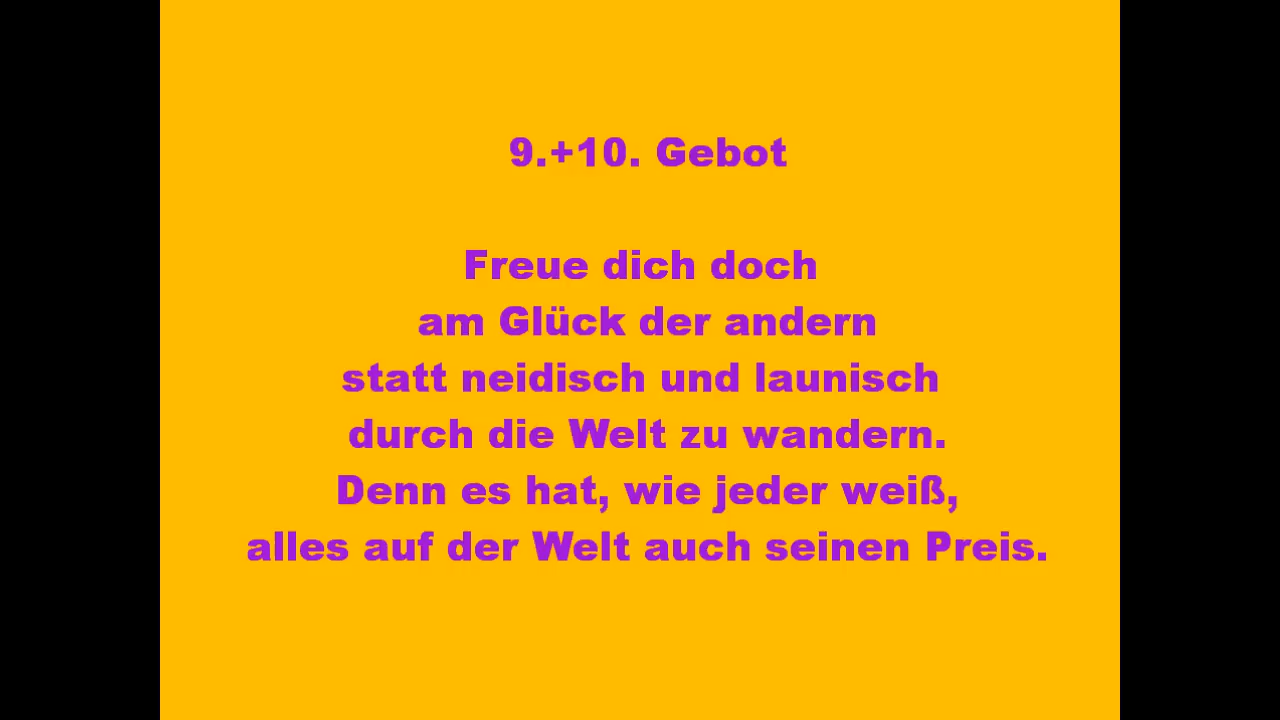 9.+10. Gebot
Freue dich doch
am Glück der andern
statt neidisch und launisch
durch die Welt zu wandern.
Denn es hat, wie jeder weiß,
alles auf der Welt auch seinen Preis.